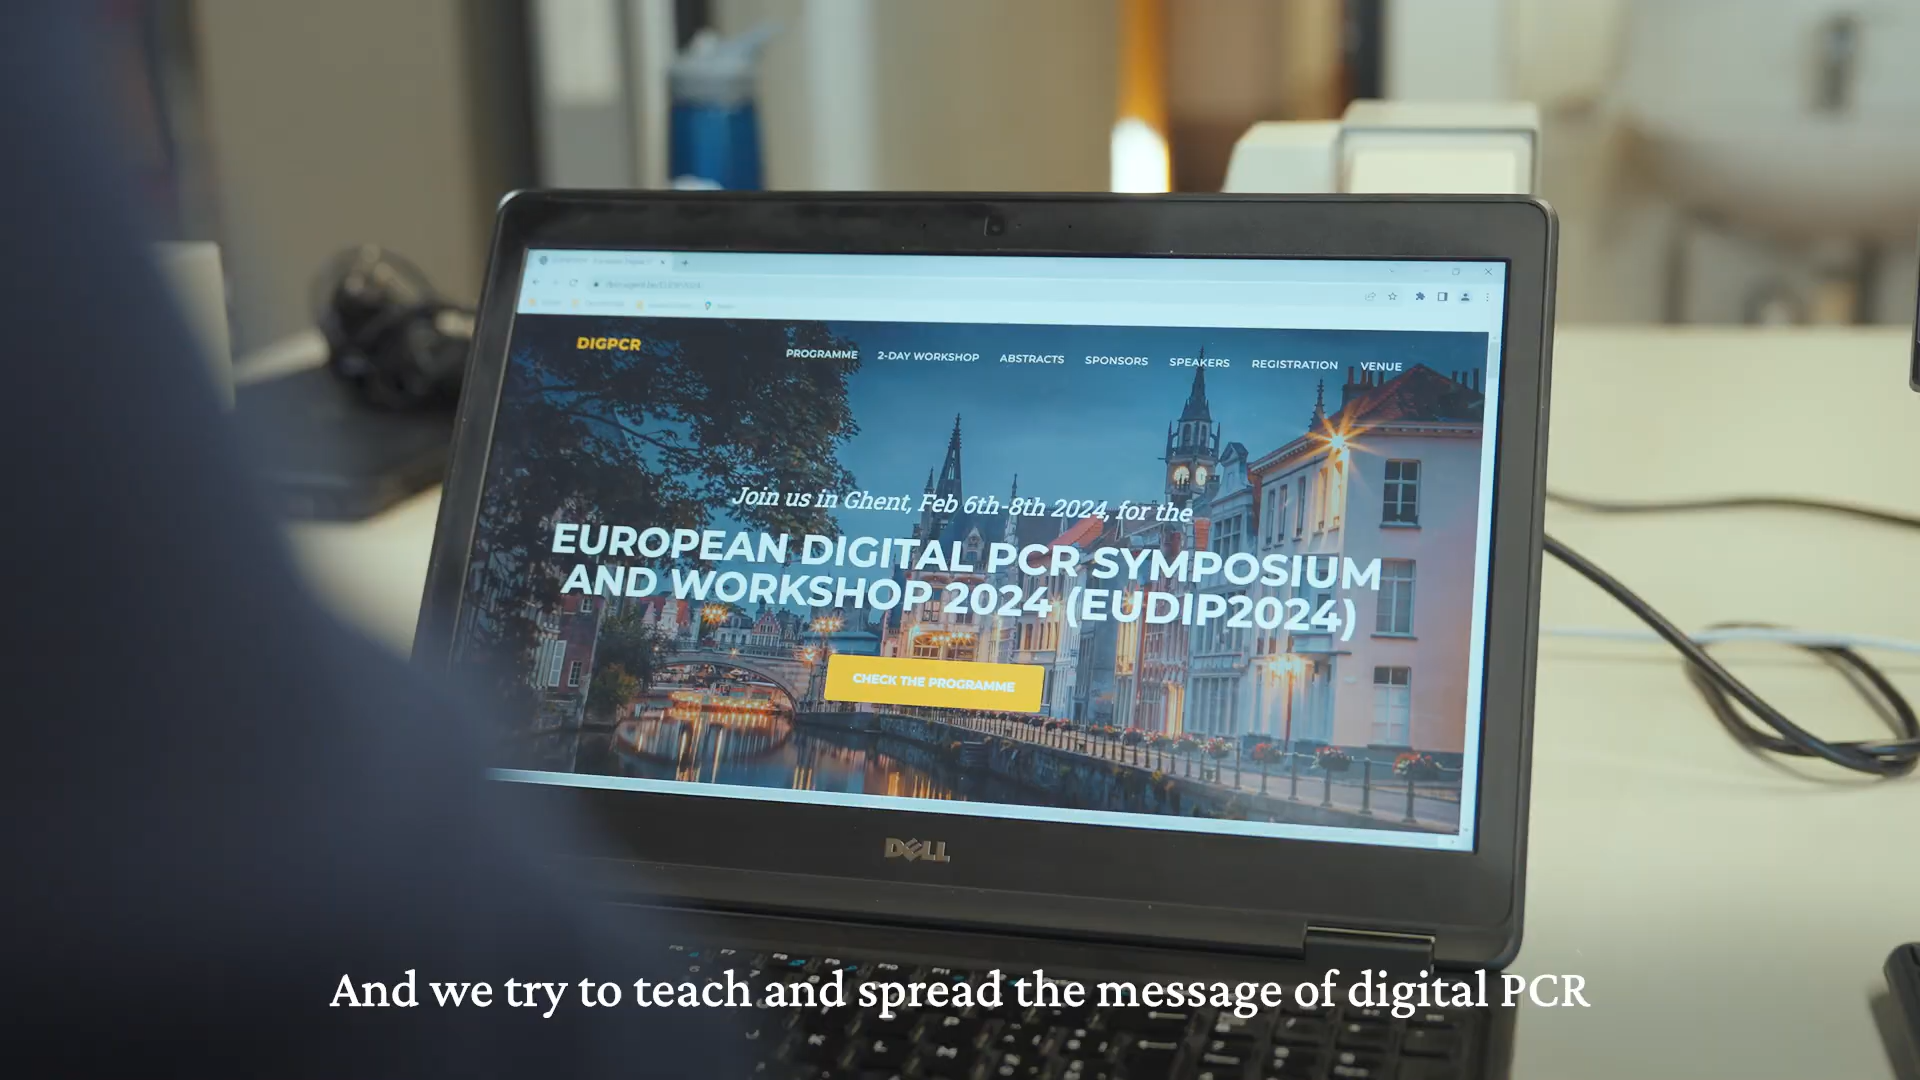 DIGPCR
PROGRAMME 2-DAY WORKSHOP ABSTRACTS SPONSORS SPEAKERS REGISTRATION VENUE
Join us in Ghent, Feb 6th-8th 2024, for the
EUROPEAN DIGITAL PCR SYMPOSIUM
AND WORKSHOP 2024 (EUDIP2024)
CHECK THE PROGRAMME
DELL
And we try to teach and spread the message of digital PCR